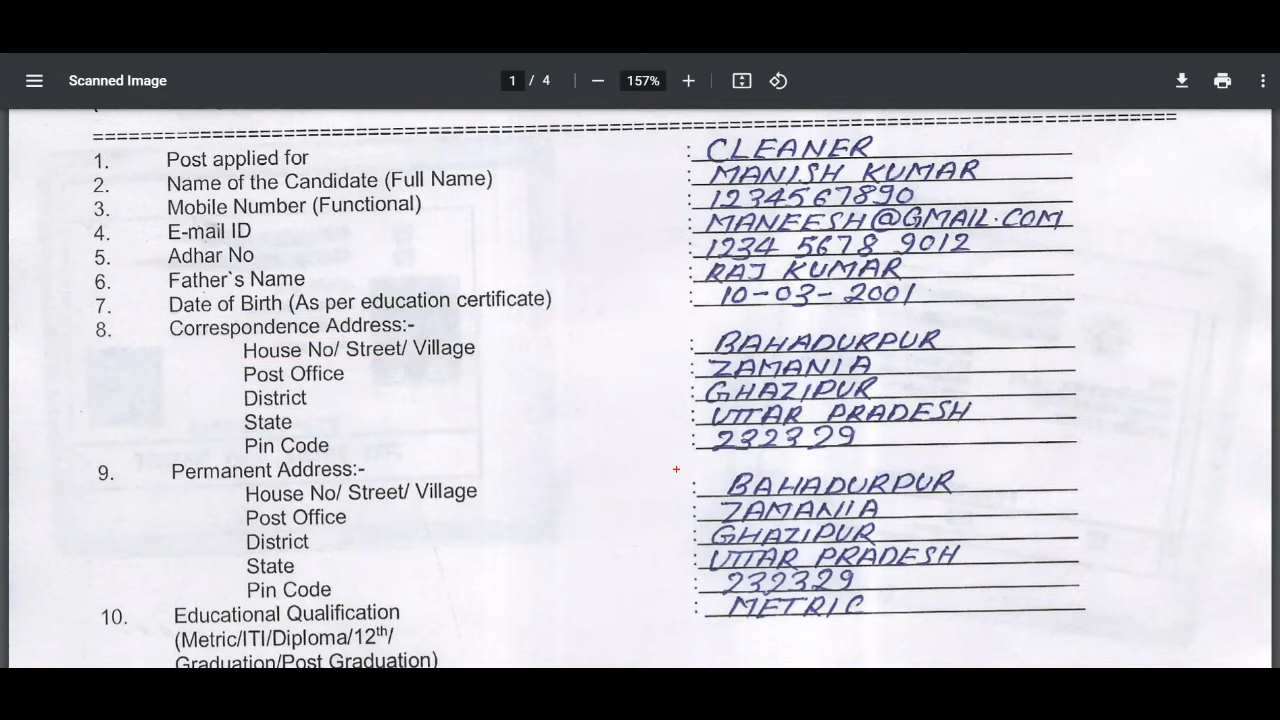 Scanned Image 1 / 4 157%
==============================================================================
1. Post applied for : CLEANER
2. Name of the Candidate (Full Name) : MANISH KUMAR
3. Mobile Number (Functional) : 1234567890
4. E-mail ID : MANEESH@GMAIL.COM
5. Adhar No : 1234 5678 9012
6. Father`s Name : RAJ KUMAR
7. Date of Birth (As per education certificate) : 10-03-2001
8. Correspondence Address:-
House No/ Street/ Village : BAHADURPUR
Post Office : ZAMANIA
District : GHAZIPUR
State : UTTAR PRADESH
Pin Code : 232329
9. Permanent Address:-
House No/ Street/ Village : BAHADURPUR
Post Office : ZAMANIA
District : GHAZIPUR
State : UTTAR PRADESH
Pin Code : 232329
10. Educational Qualification : METRIC
(Metric/ITI/Diploma/12th/
Graduation/Post Graduation)